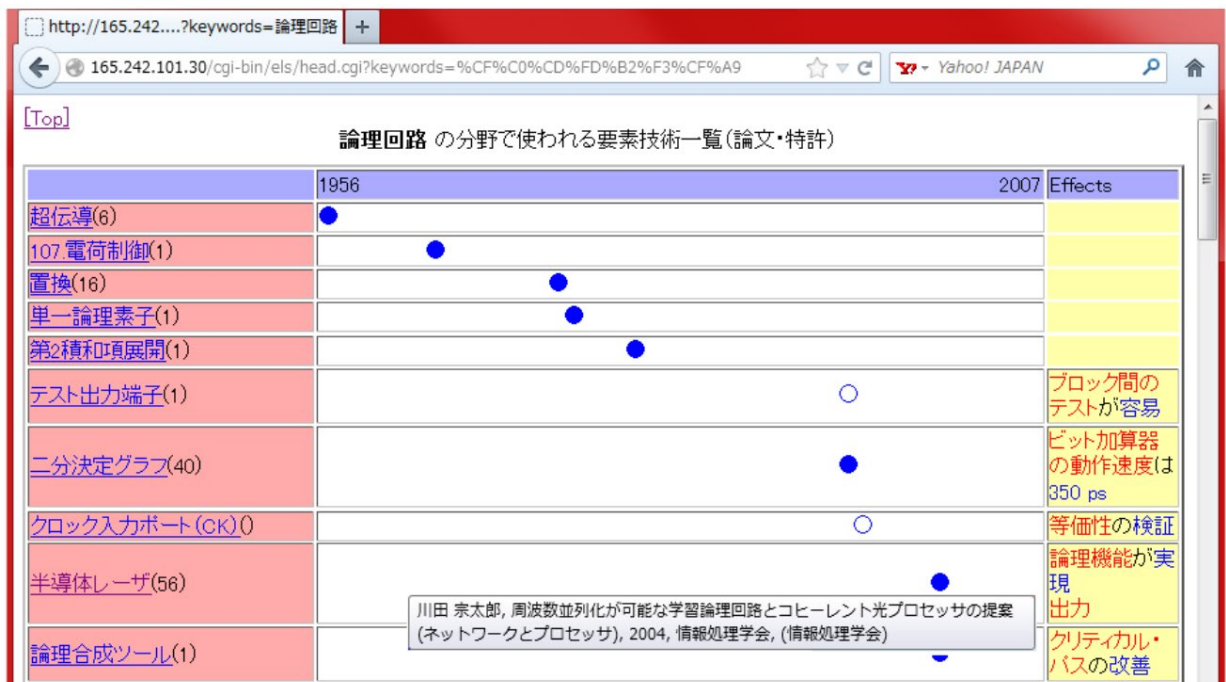 http://165.242....?keywords=論理回路
165.242.101.30/cgi-bin/els/head.cgi?keywords=%CF%C0%CD%FD%B2%F3%CF%A9 Yahoo! JAPAN
[Top]
論理回路 の分野で使われる要素技術一覧(論文・特許)
1956 2007 Effects
超伝導(6)
107.電荷制御(1)
置換(16)
単一論理素子(1)
第2積和項展開(1)
テスト出力端子(1) ブロック間の
テストが容易
二分決定グラフ(40) ビット加算器
の動作速度は
350 ps
クロック入力ポート(CK)() 等価性の検証
半導体レーザ(56) 論理機能が実
現
出力
川田 宗太郎, 周波数並列化が可能な学習論理回路とコヒーレント光プロセッサの提案
(ネットワークとプロセッサ), 2004, 情報処理学会, (情報処理学会)
論理合成ツール(1) クリティカル・
パスの改善